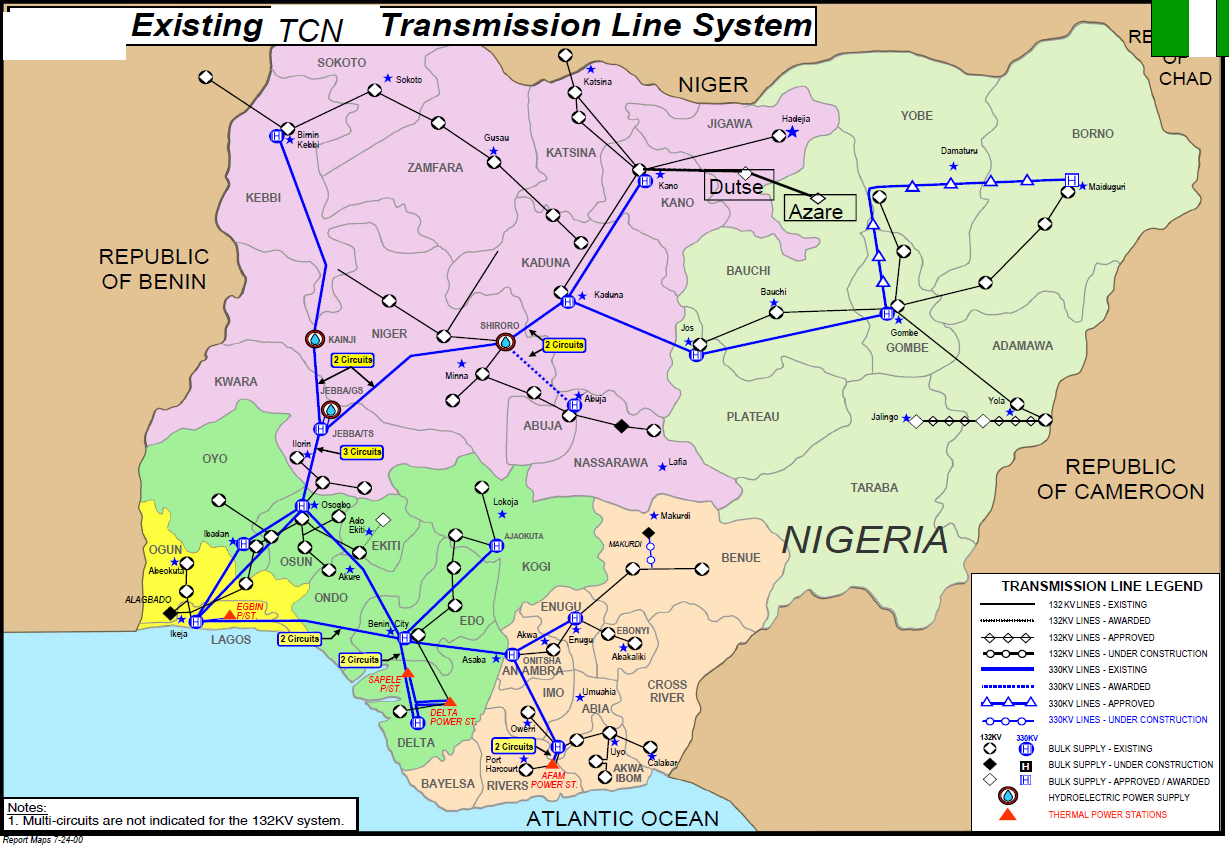 Existing TCN Transmission Line System
RE
OF
CHAD
SOKOTO
Sokoto
Katsina
NIGER
YOBE
BORNO
JIGAWA
Hadejia
Birnin
Kebbi
Gusau
KATSINA
ZAMFARA
Damaturu
Kano
Dutse
Maiduguri
KEBBI
KANO
Azare
REPUBLIC
OF BENIN
KADUNA
BAUCHI
Kaduna
Bauchi
KAINJI
NIGER
SHIRORO
Jos
Gombe
GOMBE
ADAMAWA
2 Circuits
2 Circuits
KWARA
JEBBA/GS
Minna
Abuja
Yola
JEBBA/TS
ABUJA
PLATEAU
Jalingo
Ilorin
3 Circuits
OYO
NASSARAWA
Lafia
REPUBLIC
OF CAMEROON
TARABA
Osogbo
Lokoja
Makurdi
Ado
Ekiti
Ibadan
AJAOKUTA
MAKURDI
NIGERIA
OGUN
Abeokuta
OSUN
EKITI
KOGI
BENUE
Akure
ALAGBADO
ONDO
EGBIN
P/ST.
ENUGU
Ikeja
LAGOS
2 Circuits
Benin City
EDO
Akwa
Enugu
EBONYI
Abakaliki
2 Circuits
Asaba
ONITSHA
ANAMBRA
SAPELE
P/ST.
IMO
Umuahia
ABIA
CROSS
RIVER
DELTA
POWER ST.
Owerri
DELTA
2 Circuits
Uyo
Calabar
Port
Harcourt
AFAM
POWER ST.
AKWA
IBOM
BAYELSA
RIVERS
ATLANTIC OCEAN
TRANSMISSION LINE LEGEND
132 KV LINES - EXISTING
132KV LINES - AWARDED
132KV LINES - APPROVED
132KV LINES - UNDER CONSTRUCTION
330KV LINES - EXISTING
330KV LINES - AWARDED
330KV LINES - APPROVED
330KV LINES - UNDER CONSTRUCTION
132KV 330KV
BULK SUPPLY - EXISTING
BULK SUPPLY - UNDER CONSTRUCTION
BULK SUPPLY - APPROVED / AWARDED
HYDROELECTRIC POWER SUPPLY
THERMAL POWER STATIONS
Notes:
1. Multi-circuits are not indicated for the 132KV system.
Report Maps 7-24-00